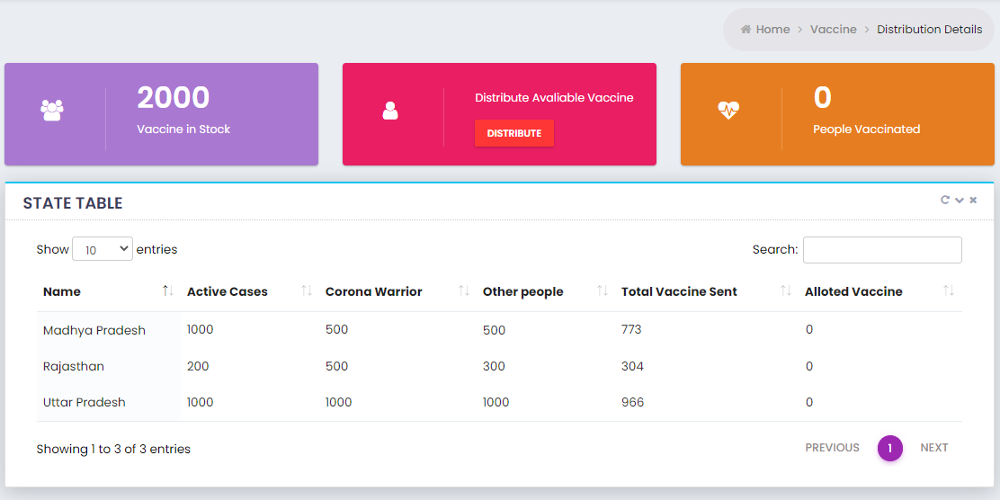 Home > Vaccine > Distribution Details
2000
Vaccine in Stock
Distribute Avaliable Vaccine
DISTRIBUTE
0
People Vaccinated
STATE TABLE
Show 10 entries
Search:
Name Active Cases Corona Warrior Other people Total Vaccine Sent Alloted Vaccine
Madhya Pradesh 1000 500 500 773 0
Rajasthan 200 500 300 304 0
Uttar Pradesh 1000 1000 1000 966 0
Showing 1 to 3 of 3 entries
PREVIOUS 1 NEXT